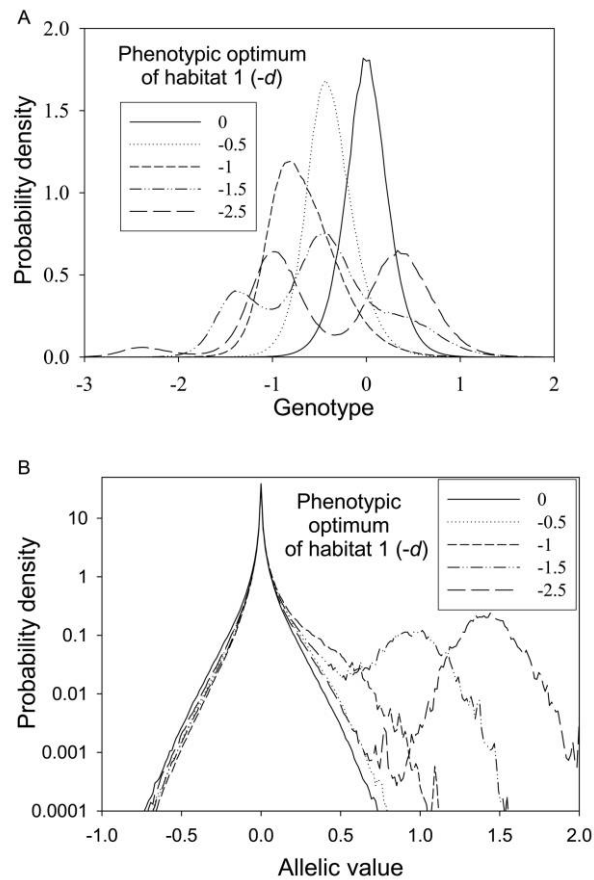 A
Phenotypic optimum
of habitat 1 (-d)
0
-0.5
-1
-1.5
-2.5
Probability density
2.0
1.5
1.0
0.5
0.0
-3 -2 -1 0 1 2
Genotype
B
Phenotypic
optimum
of habitat 1 (-d)
0
-0.5
-1
-1.5
-2.5
Probability density
10
1
0.1
0.01
0.001
0.0001
-1.0 -0.5 0.0 0.5 1.0 1.5 2.0
Allelic value